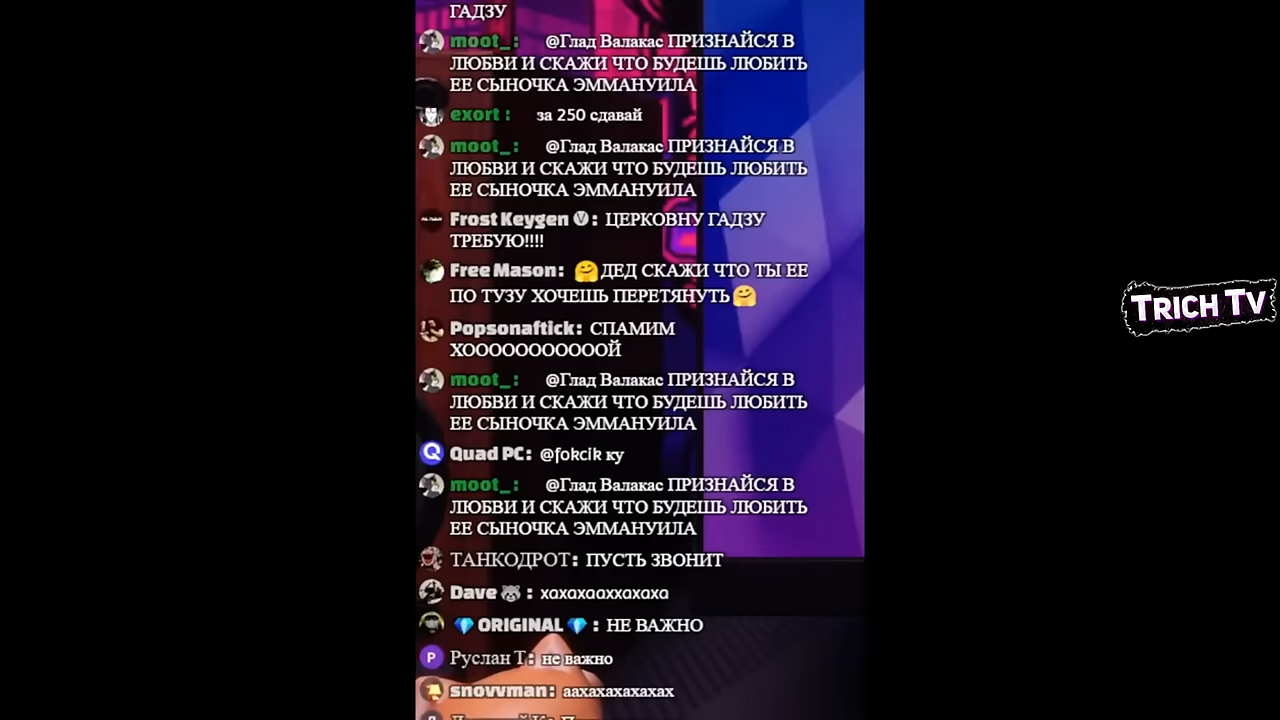 ГАДЗУ
moot_: @Глад Валакас ПРИЗНАЙСЯ В
ЛЮБВИ И СКАЖИ ЧТО БУДЕШЬ ЛЮБИТЬ
ЕЕ СЫНОЧКА ЭММАНУИЛА
exort : за 250 сдавай
moot_: @Глад Валакас ПРИЗНАЙСЯ В
ЛЮБВИ И СКАЖИ ЧТО БУДЕШЬ ЛЮБИТЬ
ЕЕ СЫНОЧКА ЭММАНУИЛА
Frost Keygen Ⓥ: ЦЕРКОВНУ ГАДЗУ
ТРЕБУЮ!!!!
Free Mason: 🤗ДЕД СКАЖИ ЧТО ТЫ ЕЕ
ПО ТУЗУ ХОЧЕШЬ ПЕРЕТЯНУТЬ🤗
Popsonaftick: СПАМИМ
ХОООООООООООЙ
moot_: @Глад Валакас ПРИЗНАЙСЯ В
ЛЮБВИ И СКАЖИ ЧТО БУДЕШЬ ЛЮБИТЬ
ЕЕ СЫНОЧКА ЭММАНУИЛА
Q Quad PC: @fokcik ку
moot_: @Глад Валакас ПРИЗНАЙСЯ В
ЛЮБВИ И СКАЖИ ЧТО БУДЕШЬ ЛЮБИТЬ
ЕЕ СЫНОЧКА ЭММАНУИЛА
ТАНКОДРОТ: ПУСТЬ ЗВОНИТ
Dave🦝: хахахааххахаха
💎ORIGINAL💎: НЕ ВАЖНО
Р Руслан Т: не важно
snovvman: аахахахахахах
TRICH TV